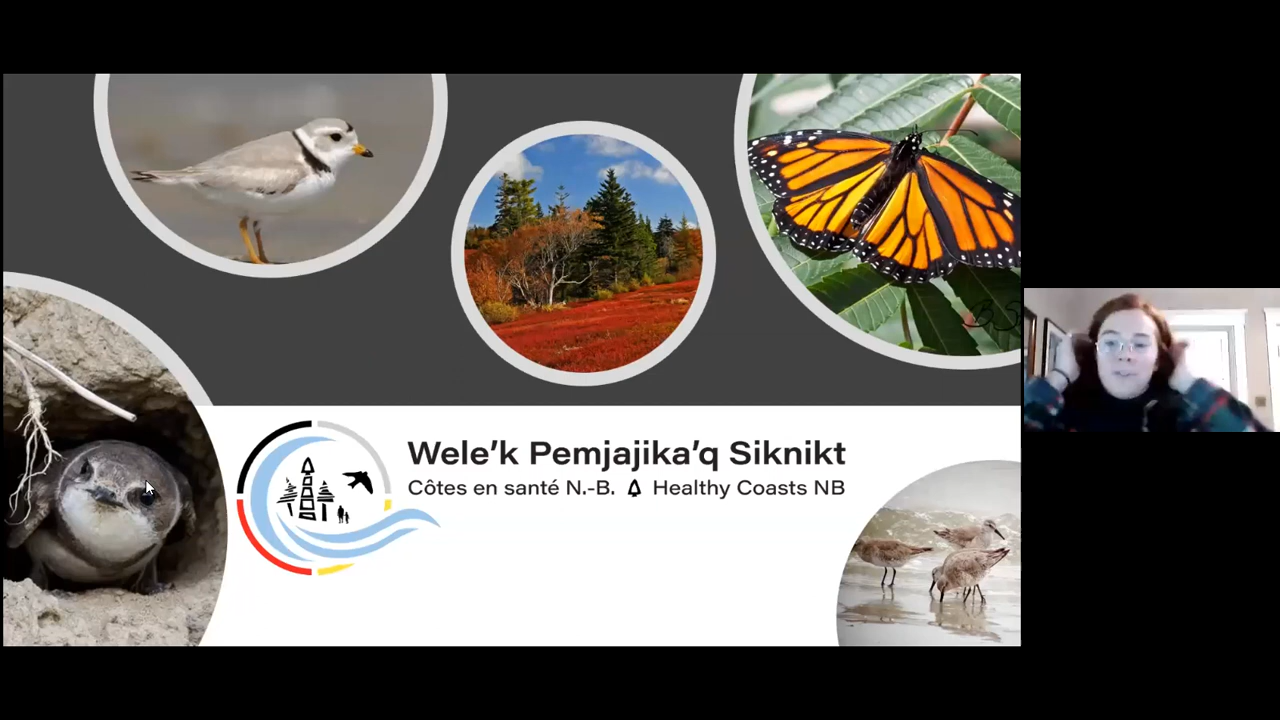 Wele'k Pemjajika'q Siknikt
Côtes en santé N.-B. Healthy Coasts NB